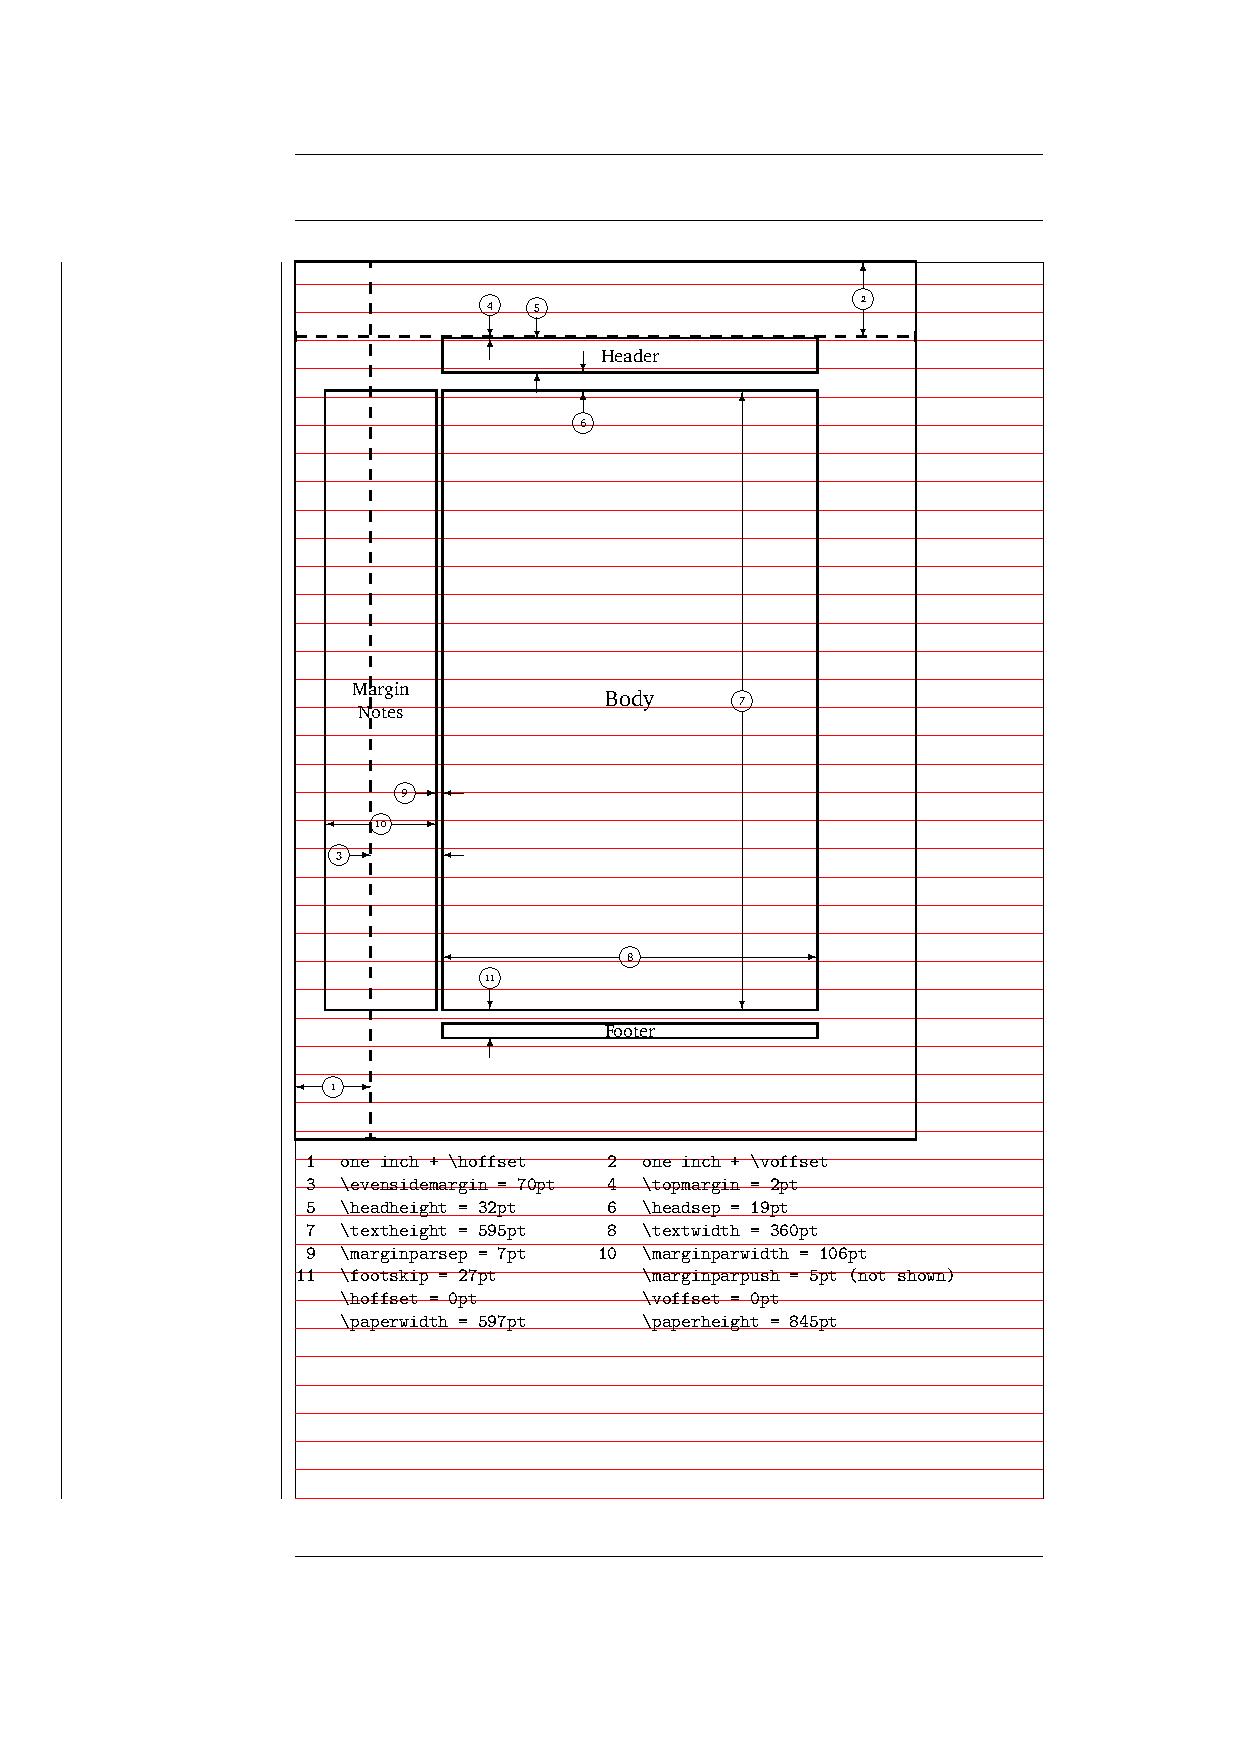 4 5 2
Header
6
Margin
Notes
Body 7
9
10
3
8
11
Footer
1
1 one inch + \hoffset 2 one inch + \voffset
3 \evensidemargin = 70pt 4 \topmargin = 2pt
5 \headheight = 32pt 6 \headsep = 19pt
7 \textheight = 595pt 8 \textwidth = 360pt
9 \marginparsep = 7pt 10 \marginparwidth = 106pt
11 \footskip = 27pt \marginparpush = 5pt (not shown)
\hoffset = 0pt \voffset = 0pt
\paperwidth = 597pt \paperheight = 845pt